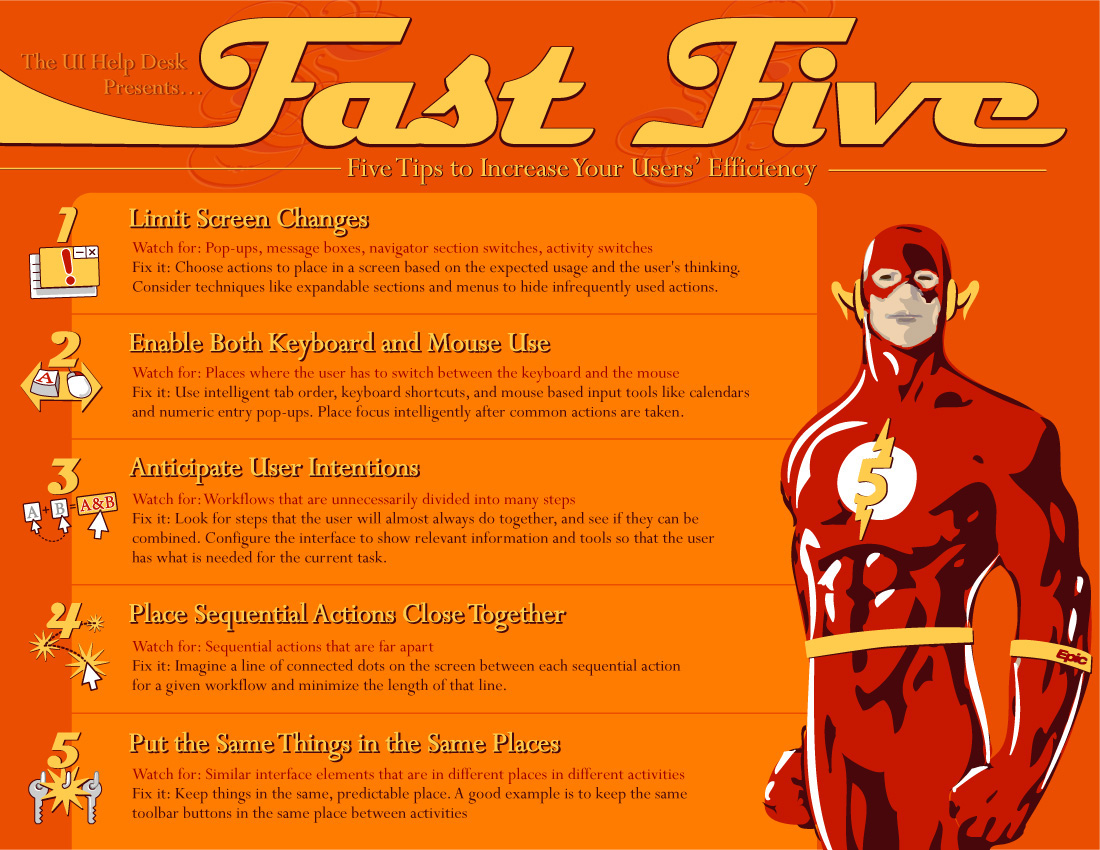 The UI Help Desk
Presents...
Fast Five
Five Tips to Increase Your Users' Efficiency
1
Limit Screen Changes
Watch for: Pop-ups, message boxes, navigator section switches, activity switches
Fix it: Choose actions to place in a screen based on the expected usage and the user's thinking.
Consider techniques like expandable sections and menus to hide infrequently used actions.
2
A
Enable Both Keyboard and Mouse Use
Watch for: Places where the user has to switch between the keyboard and the mouse
Fix it: Use intelligent tab order, keyboard shortcuts, and mouse based input tools like calendars
and numeric entry pop-ups. Place focus intelligently after common actions are taken.
3
A + B = A&B
Anticipate User Intentions
Watch for: Workflows that are unnecessarily divided into many steps
Fix it: Look for steps that the user will almost always do together, and see if they can be
combined. Configure the interface to show relevant information and tools so that the user
has what is needed for the current task.
4
Place Sequential Actions Close Together
Watch for: Sequential actions that are far apart
Fix it: Imagine a line of connected dots on the screen between each sequential action
for a given workflow and minimize the length of that line.
5
Put the Same Things in the Same Places
Watch for: Similar interface elements that are in different places in different activities
Fix it: Keep things in the same, predictable place. A good example is to keep the same
toolbar buttons in the same place between activities
5
Epic